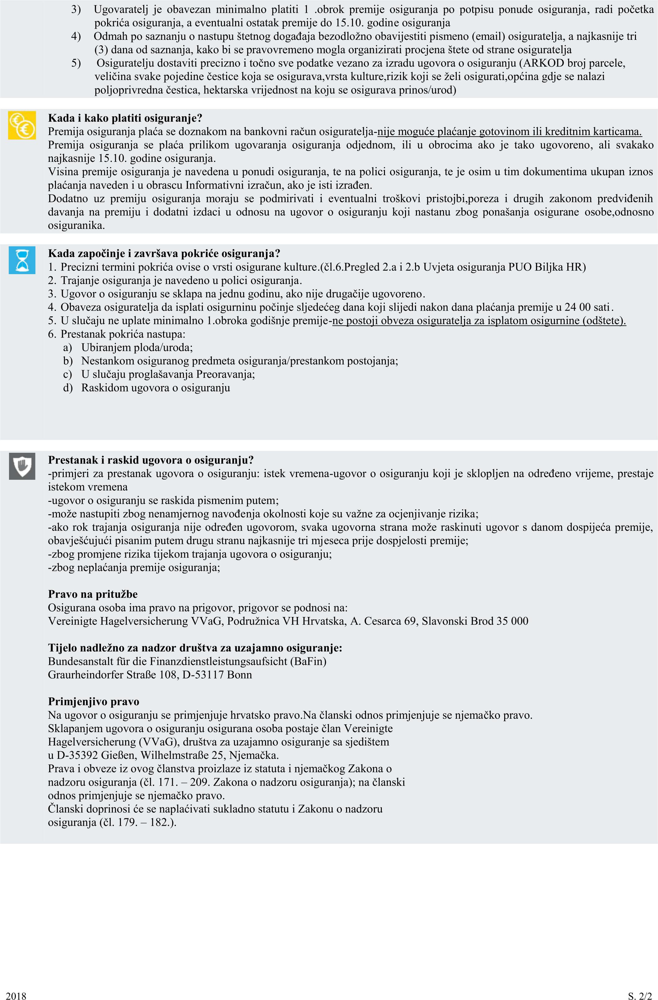 3) Ugovaratelj je obavezan minimalno platiti 1 .obrok premije osiguranja po potpisu ponude osiguranja, radi početka
pokrića osiguranja, a eventualni ostatak premije do 15.10. godine osiguranja
4) Odmah po saznanju o nastupu štetnog događaja bezodložno obavijestiti pismeno (email) osiguratelja, a najkasnije tri
(3) dana od saznanja, kako bi se pravovremeno mogla organizirati procjena štete od strane osiguratelja
5) Osiguratelju dostaviti precizno i točno sve podatke vezano za izradu ugovora o osiguranju (ARKOD broj parcele,
veličina svake pojedine čestice koja se osigurava,vrsta kulture,rizik koji se želi osigurati,općina gdje se nalazi
poljoprivredna čestica, hektarska vrijednost na koju se osigurava prinos/urod)
Kada i kako platiti osiguranje?
Premija osiguranja plaća se doznakom na bankovni račun osiguratelja-nije moguće plaćanje gotovinom ili kreditnim karticama.
Premija osiguranja se plaća prilikom ugovaranja osiguranja odjednom, ili u obrocima ako je tako ugovoreno, ali svakako
najkasnije 15.10. godine osiguranja.
Visina premije osiguranja je navedena u ponudi osiguranja, te na polici osiguranja, te je osim u tim dokumentima ukupan iznos
plaćanja naveden i u obrascu Informativni izračun, ako je isti izrađen.
Dodatno uz premiju osiguranja moraju se podmirivati i eventualni troškovi pristojbi,poreza i drugih zakonom predviđenih
davanja na premiju i dodatni izdaci u odnosu na ugovor o osiguranju koji nastanu zbog ponašanja osigurane osobe,odnosno
osiguranika.
Kada započinje i završava pokriće osiguranja?
1. Precizni termini pokrića ovise o vrsti osigurane kulture.(čl.6.Pregled 2.a i 2.b Uvjeta osiguranja PUO Biljka HR)
2. Trajanje osiguranja je navedeno u polici osiguranja.
3. Ugovor o osiguranju se sklapa na jednu godinu, ako nije drugačije ugovoreno.
4. Obaveza osiguratelja da isplati osigurninu počinje sljedećeg dana koji slijedi nakon dana plaćanja premije u 24 00 sati.
5. U slučaju ne uplate minimalno 1.obroka godišnje premije-ne postoji obveza osiguratelja za isplatom osigurnine (odštete).
6. Prestanak pokrića nastupa:
a) Ubiranjem ploda/uroda;
b) Nestankom osiguranog predmeta osiguranja/prestankom postojanja;
c) U slučaju proglašavanja Preoravanja;
d) Raskidom ugovora o osiguranju
Prestanak i raskid ugovora o osiguranju?
-primjeri za prestanak ugovora o osiguranju: istek vremena-ugovor o osiguranju koji je sklopljen na određeno vrijeme, prestaje
istekom vremena
-ugovor o osiguranju se raskida pismenim putem;
-može nastupiti zbog nenamjernog navođenja okolnosti koje su važne za ocjenjivanje rizika;
-ako rok trajanja osiguranja nije određen ugovorom, svaka ugovorna strana može raskinuti ugovor s danom dospijeća premije,
obavješćujući pisanim putem drugu stranu najkasnije tri mjeseca prije dospjelosti premije;
-zbog promjene rizika tijekom trajanja ugovora o osiguranju;
-zbog neplaćanja premije osiguranja;
Pravo na pritužbe
Osigurana osoba ima pravo na prigovor, prigovor se podnosi na:
Vereinigte Hagelversicherung VVaG, Podružnica VH Hrvatska, A. Cesarca 69, Slavonski Brod 35 000
Tijelo nadležno za nadzor društva za uzajamno osiguranje:
Bundesanstalt für die Finanzdienstleistungsaufsicht (BaFin)
Graurheindorfer Straße 108, D-53117 Bonn
Primjenjivo pravo
Na ugovor o osiguranju se primjenjuje hrvatsko pravo.Na članski odnos primjenjuje se njemačko pravo.
Sklapanjem ugovora o osiguranju osigurana osoba postaje član Vereinigte
Hagelversicherung (VVaG), društva za uzajamno osiguranje sa sjedištem
u D-35392 Gießen, Wilhelmstraße 25, Njemačka.
Prava i obveze iz ovog članstva proizlaze iz statuta i njemačkog Zakona o
nadzoru osiguranja (čl. 171. – 209. Zakona o nadzoru osiguranja); na članski
odnos primjenjuje se njemačko pravo.
Članski doprinosi će se naplaćivati sukladno statutu i Zakonu o nadzoru
osiguranja (čl. 179. – 182.).
2018
S. 2/2